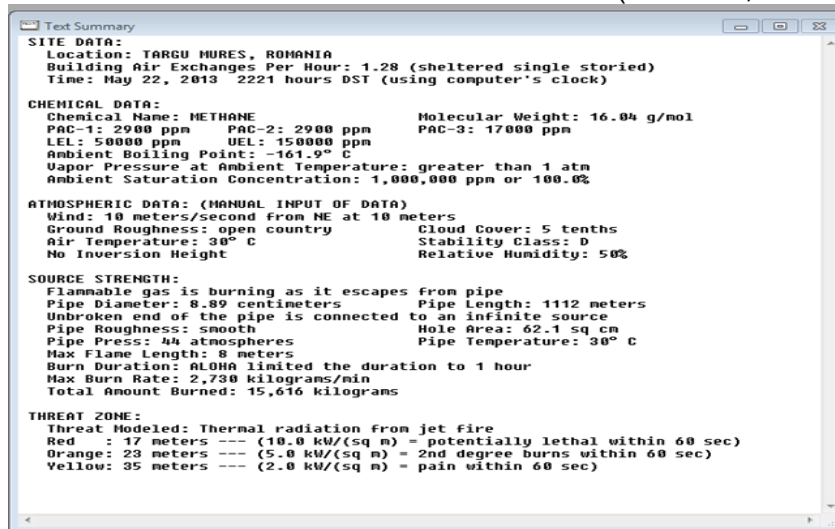 Text Summary
SITE DATA:
Location: TARGU MURES, ROMANIA
Building Air Exchanges Per Hour: 1.28 (sheltered single storied)
Time: May 22, 2013 2221 hours DST (using computer's clock)
CHEMICAL DATA:
Chemical Name: METHANE Molecular Weight: 16.04 g/mol
PAC-1: 2900 ppm PAC-2: 2900 ppm PAC-3: 17000 ppm
LEL: 50000 ppm UEL: 150000 ppm
Ambient Boiling Point: -161.9° C
Vapor Pressure at Ambient Temperature: greater than 1 atm
Ambient Saturation Concentration: 1,000,000 ppm or 100.0%
ATMOSPHERIC DATA: (MANUAL INPUT OF DATA)
Wind: 10 meters/second from NE at 10 meters
Ground Roughness: open country Cloud Cover: 5 tenths
Air Temperature: 30° C Stability Class: D
No Inversion Height Relative Humidity: 50%
SOURCE STRENGTH:
Flammable gas is burning as it escapes from pipe
Pipe Diameter: 8.89 centimeters Pipe Length: 1112 meters
Unbroken end of the pipe is connected to an infinite source
Pipe Roughness: smooth Hole Area: 62.1 sq cm
Pipe Press: 44 atmospheres Pipe Temperature: 30° C
Max Flame Length: 8 meters
Burn Duration: ALOHA limited the duration to 1 hour
Max Burn Rate: 2,730 kilograms/min
Total Amount Burned: 15,616 kilograms
THREAT ZONE:
Threat Modeled: Thermal radiation from jet fire
Red : 17 meters --- (10.0 kW/(sq m) = potentially lethal within 60 sec)
Orange: 23 meters --- (5.0 kW/(sq m) = 2nd degree burns within 60 sec)
Yellow: 35 meters --- (2.0 kW/(sq m) = pain within 60 sec)